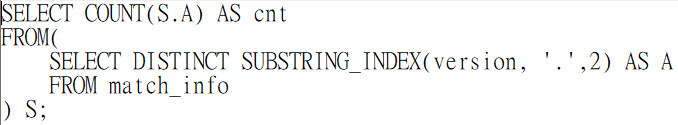 SELECT COUNT(S.A) AS cnt
FROM(
    SELECT DISTINCT SUBSTRING_INDEX(version, '.',2) AS A
    FROM match_info
) S;